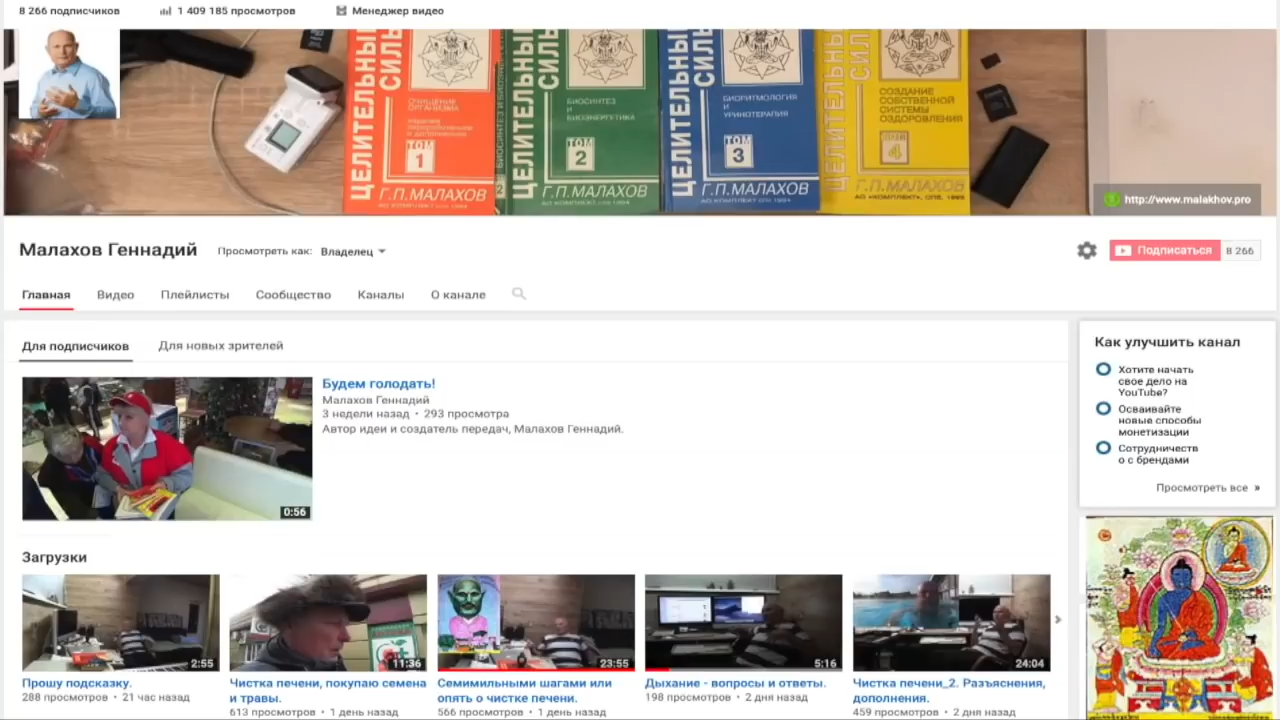 8 266 подписчиков
1 409 185 просмотров
Менеджер видео
ЦЕЛИТЕЛЬНЫЕ
СИЛЫ
ОЧИЩЕНИЕ
ОРГАНИЗМА
ТОМ
1
Г.П.МАЛАХОВ
ЦЕЛИТЕЛЬНЫЕ
СИЛЫ
БИОСИНТЕЗ
И
БИОЭНЕРГЕТИКА
ТОМ
2
Г.П.МАЛАХОВ
ЦЕЛИТЕЛЬНЫЕ
СИЛЫ
БИОРИТМОЛОГИЯ
И
УРИНОТЕРАПИЯ
ТОМ
3
Г.П.МАЛАХОВ
ЦЕЛИТЕЛЬНЫЕ
СИЛЫ
СОЗДАНИЕ
СОБСТВЕННОЙ
СИСТЕМЫ
ОЗДОРОВЛЕНИЯ
ТОМ
4
Г.П.МАЛАХОВ
http://www.malakhov.pro
Малахов Геннадий
Просмотреть как: Владелец
Подписаться 8 266
Главная Видео Плейлисты Сообщество Каналы О канале
Для подписчиков Для новых зрителей
Будем голодать!
Малахов Геннадий
3 недели назад • 293 просмотра
Автор идеи и создатель передач, Малахов Геннадий.
0:56
Как улучшить канал
Хотите начать
свое дело на
YouTube?
Осваивайте
новые способы
монетизации
Сотрудничеств
о с брендами
Просмотреть все »
Загрузки
2:55
Прошу подсказку.
288 просмотров • 21 час назад
11:36
Чистка печени, покупаю семена
и травы.
613 просмотров • 1 день назад
23:55
Семимильными шагами или
опять о чистке печени.
566 просмотров • 1 день назад
5:16
Дыхание - вопросы и ответы.
198 просмотров • 2 дня назад
24:04
Чистка печени_2. Разъяснения,
дополнения.
459 просмотров • 2 дня назад